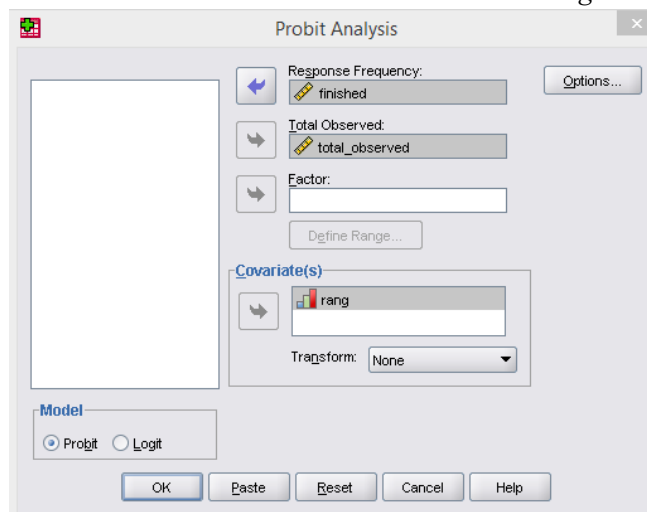 Probit Analysis
Response Frequency:
finished
Options...
Total Observed:
total_observed
Factor:
Define Range...
Covariate(s)
rang
Transform: None
Model
Probit Logit
OK Paste Reset Cancel Help